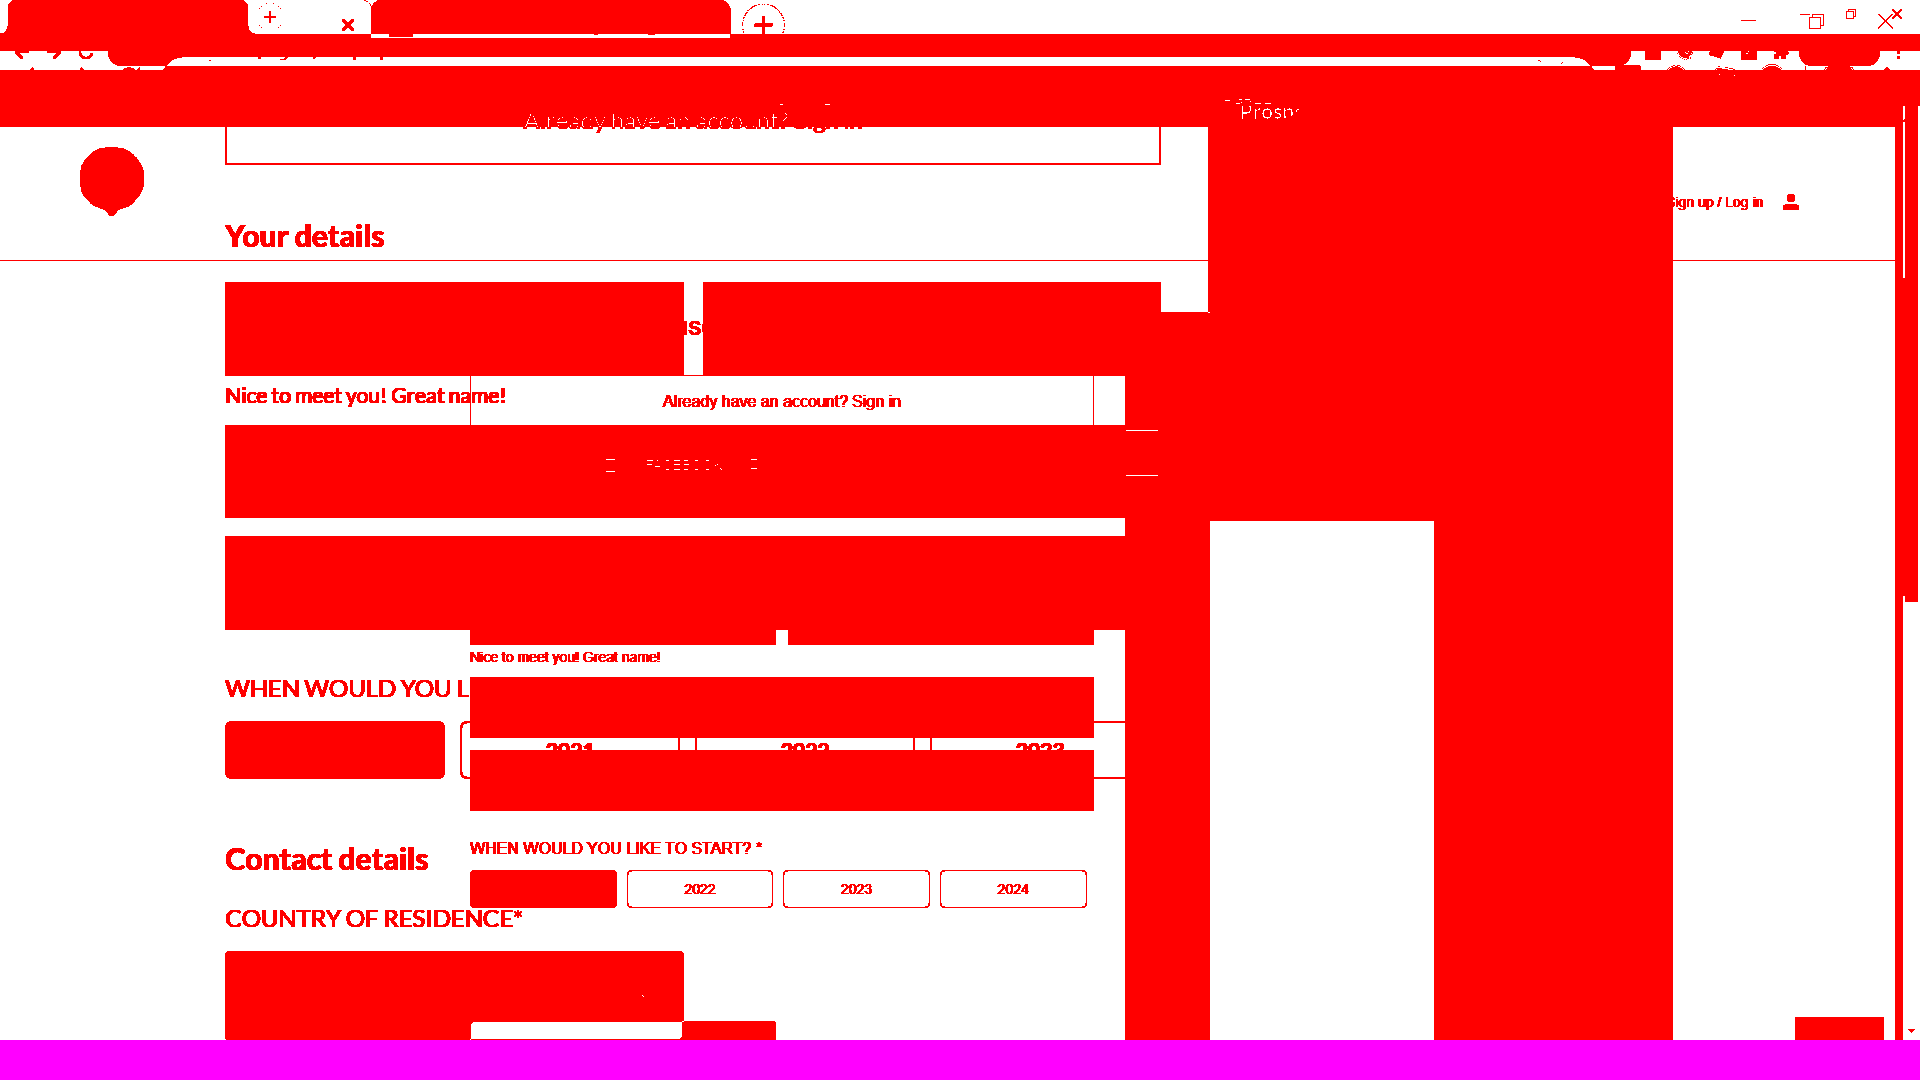 Already have an account? Sign in
Sign up / Log in
Your details
Nice to meet you! Great name!
Already have an account? Sign in
FACEBOOK
Nice to meet you! Great name!
WHEN WOULD YOU L
2021 2022 2023
WHEN WOULD YOU LIKE TO START? *
Contact details
2022 2023 2024
COUNTRY OF RESIDENCE*